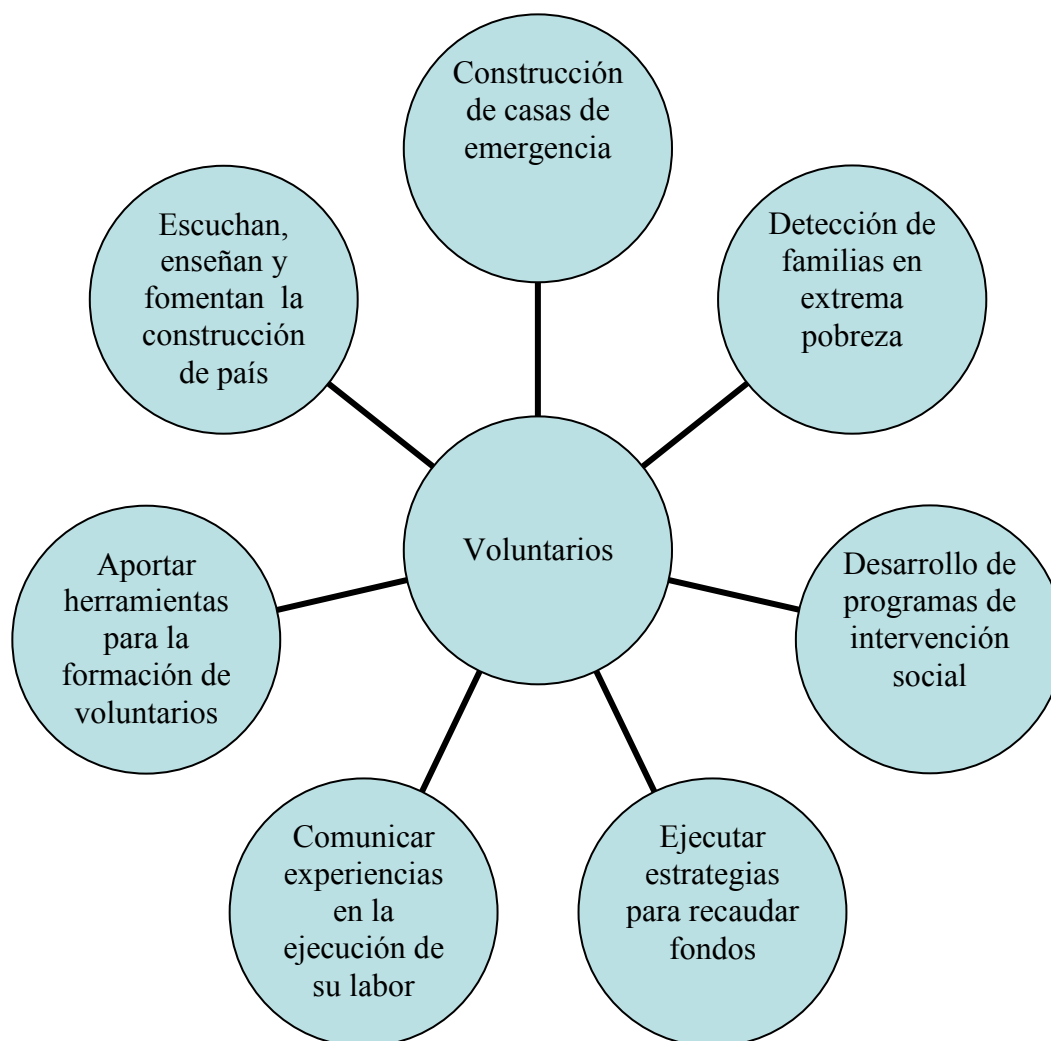 Construcción
de casas de
emergencia
Detección de
familias en
extrema
pobreza
Desarrollo de
programas de
intervención
social
Ejecutar
estrategias
para recaudar
fondos
Comunicar
experiencias
en la
ejecución de
su labor
Aportar
herramientas
para la
formación de
voluntarios
Escuchan,
enseñan y
fomentan  la
construcción
de país
Voluntarios